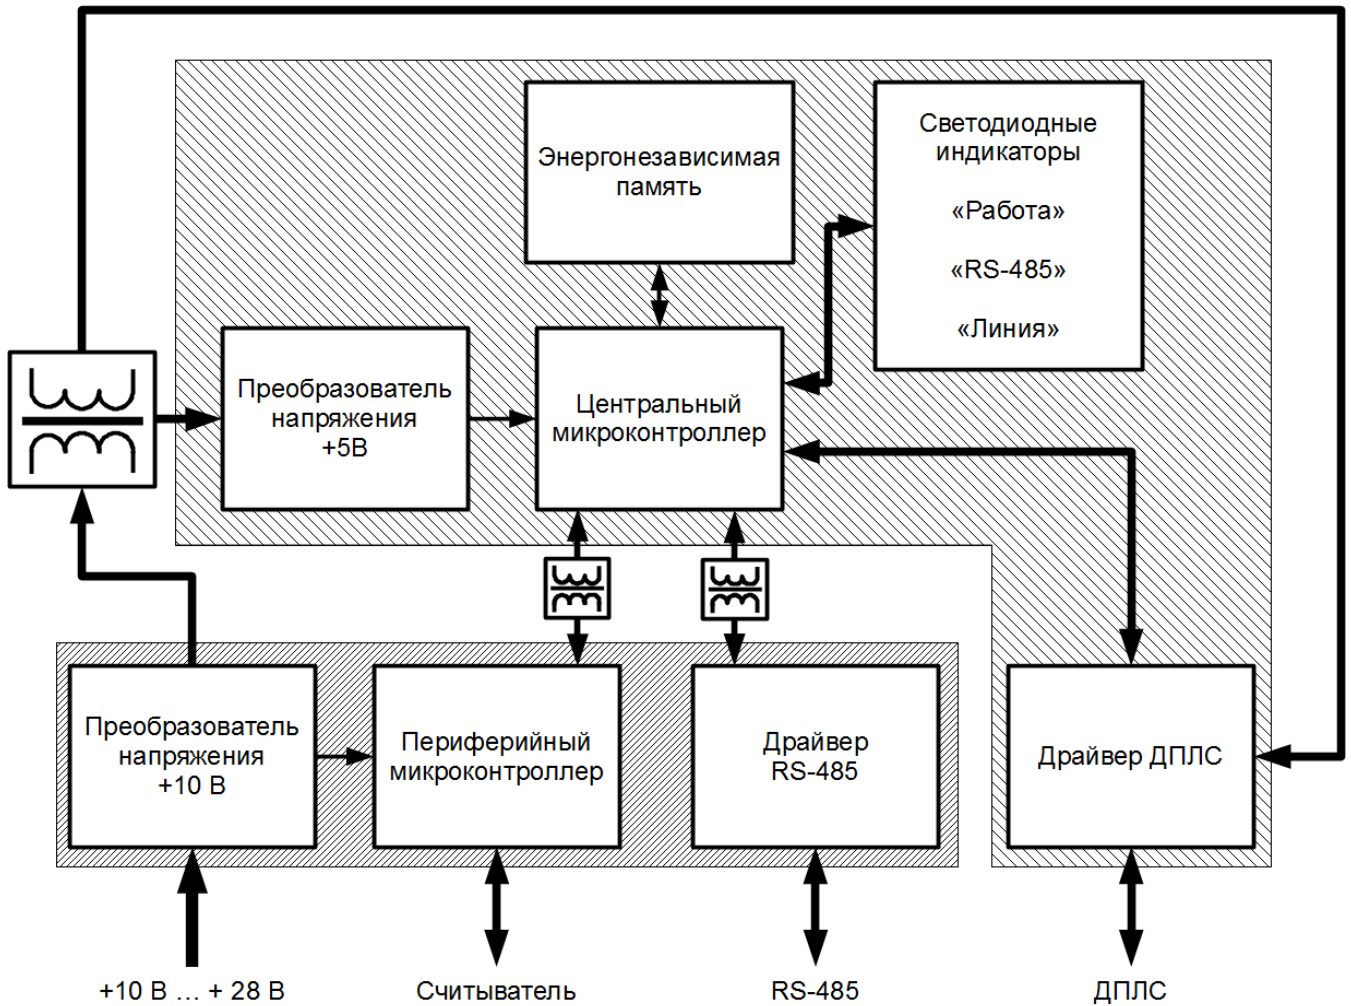 Энергонезависимая
память
Светодиодные
индикаторы
«Работа»
«RS-485»
«Линия»
Преобразователь
напряжения
+5В
Центральный
микроконтроллер
Преобразователь
напряжения
+10 В
Периферийный
микроконтроллер
Драйвер
RS-485
Драйвер ДПЛС
+10 В ... + 28 В
Считыватель
RS-485
ДПЛС